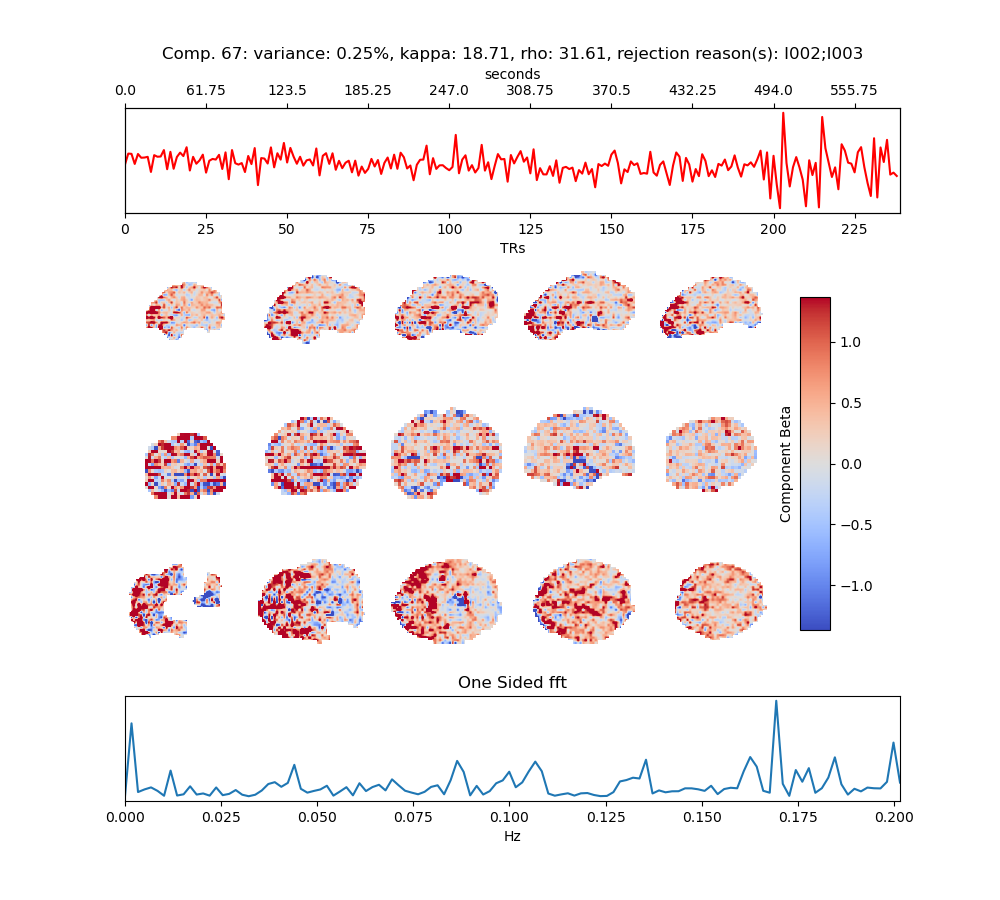 Comp. 67: variance: 0.25%, kappa: 18.71, rho: 31.61, rejection reason(s): I002;I003
seconds
0.0 61.75 123.5 185.25 247.0 308.75 370.5 432.25 494.0 555.75
0 25 50 75 100 125 150 175 200 225
TRs
1.0
0.5
0.0
−0.5
−1.0
Component Beta
One Sided fft
0.000 0.025 0.050 0.075 0.100 0.125 0.150 0.175 0.200
Hz